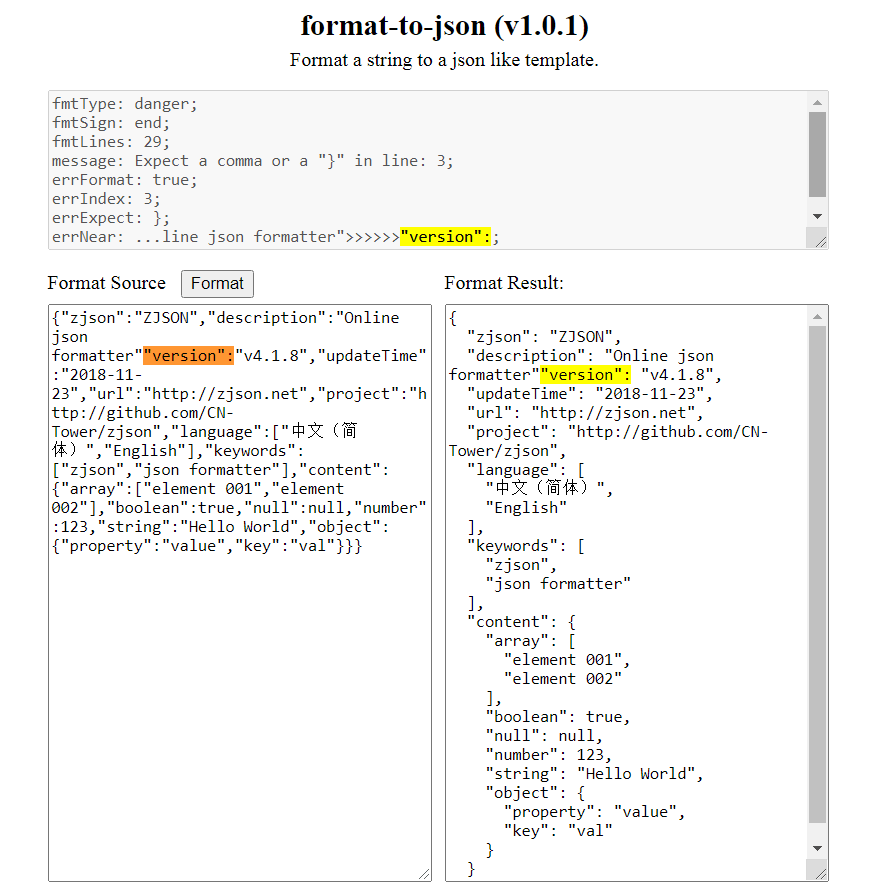 format-to-json (v1.0.1)
Format a string to a json like template.
fmtType: danger;
fmtSign: end;
fmtLines: 29;
message: Expect a comma or a "}" in line: 3;
errFormat: true;
errIndex: 3;
errExpect: };
errNear: ...line json formatter">>>>>>"version":;
Format Source
Format
{"zjson":"ZJSON","description":"Online
json
formatter""version":"v4.1.8","updateTime"
:"2018-11-
23","url":"http://zjson.net","project":"h
ttp://github.com/CN-
Tower/zjson","language":["中文（简
体）","English"],"keywords":
["zjson","json formatter"],"content":
{"array":["element 001","element
002"],"boolean":true,"null":null,"number"
:123,"string":"Hello World","object":
{"property":"value","key":"val"}}}
Format Result:
{
  "zjson": "ZJSON",
  "description": "Online json
formatter""version": "v4.1.8",
  "updateTime": "2018-11-23",
  "url": "http://zjson.net",
  "project": "http://github.com/CN-
Tower/zjson",
  "language": [
    "中文（简体）",
    "English"
  ],
  "keywords": [
    "zjson",
    "json formatter"
  ],
  "content": {
    "array": [
      "element 001",
      "element 002"
    ],
    "boolean": true,
    "null": null,
    "number": 123,
    "string": "Hello World",
    "object": {
      "property": "value",
      "key": "val"
    }
  }